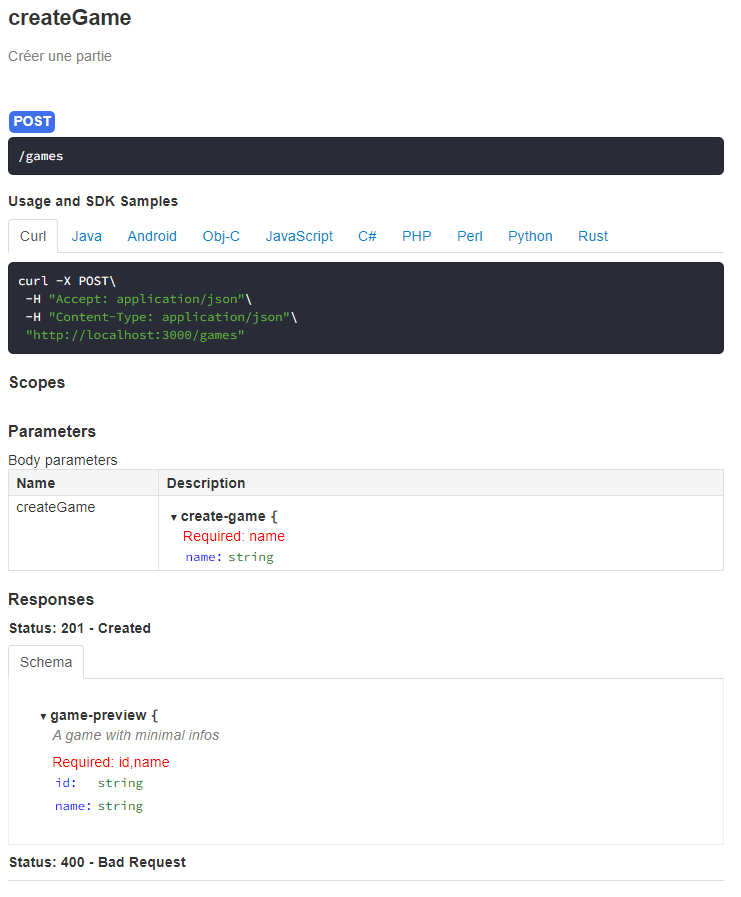 createGame
Créer une partie
POST
/games
Usage and SDK Samples
Curl Java Android Obj-C JavaScript C# PHP Perl Python Rust
curl -X POST\
-H "Accept: application/json"\
-H "Content-Type: application/json"\
"http://localhost:3000/games"
Scopes
Parameters
Body parameters
Name Description
createGame
▼ create-game {
Required: name
name: string
Responses
Status: 201 - Created
Schema
▼ game-preview {
A game with minimal infos
Required: id,name
id: string
name: string
Status: 400 - Bad Request